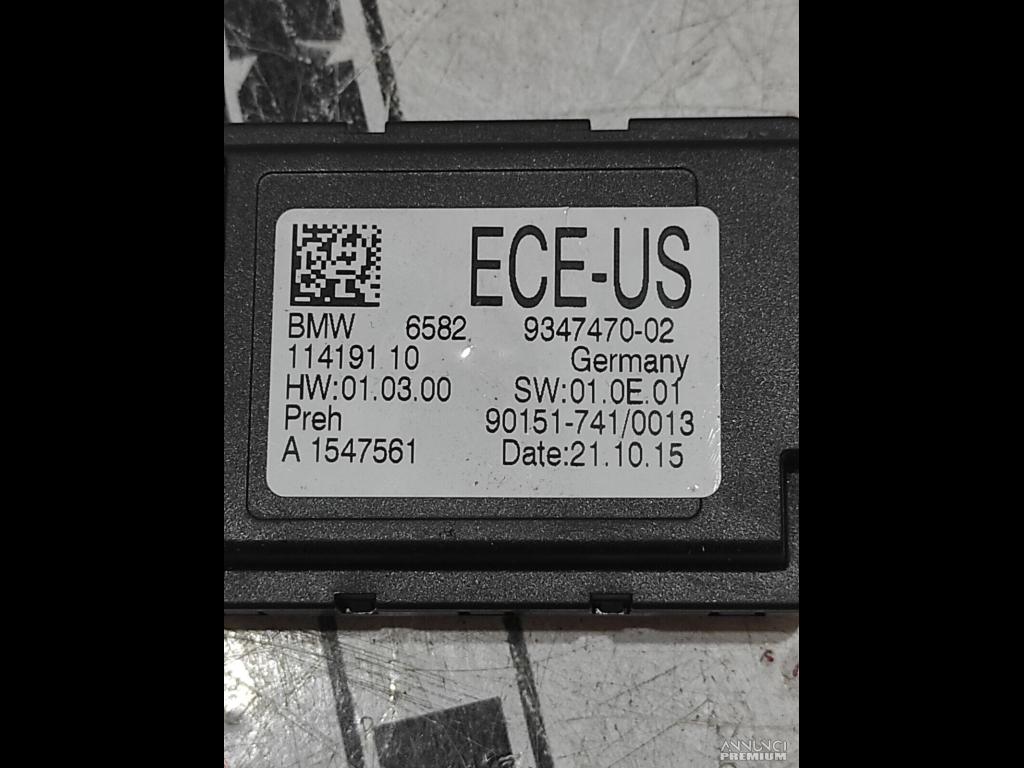 ECE-US
BMW 6582 9347470-02
114191 10 Germany
HW:01.03.00 SW:01.0E.01
Preh 90151-741/0013
A 1547561 Date:21.10.15
ANNUNCI
PREMIUM